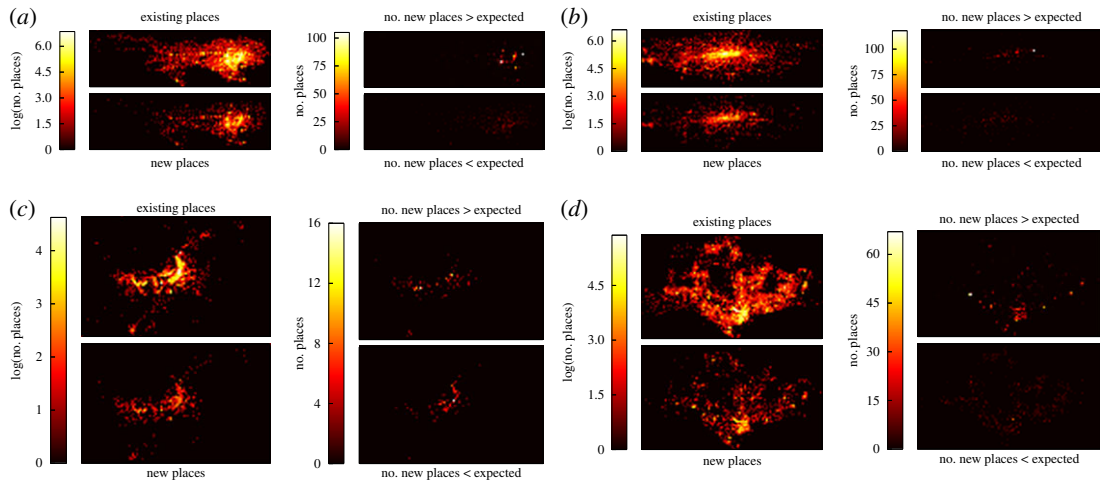 (a)
existing places
log(no. places)
6.0
4.5
3.0
1.5
0
new places
no. new places > expected
no. places
100
75
50
25
0
no. new places < expected
(b)
existing places
log(no. places)
6.0
4.5
3.0
1.5
0
new places
no. new places > expected
no. places
100
75
50
25
0
no. new places < expected
(c)
existing places
log(no. places)
4
3
2
1
0
new places
no. new places > expected
no. places
16
12
8
4
0
no. new places < expected
(d)
existing places
log(no. places)
4.5
3.0
1.5
0
new places
no. new places > expected
no. places
60
45
30
15
0
no. new places < expected